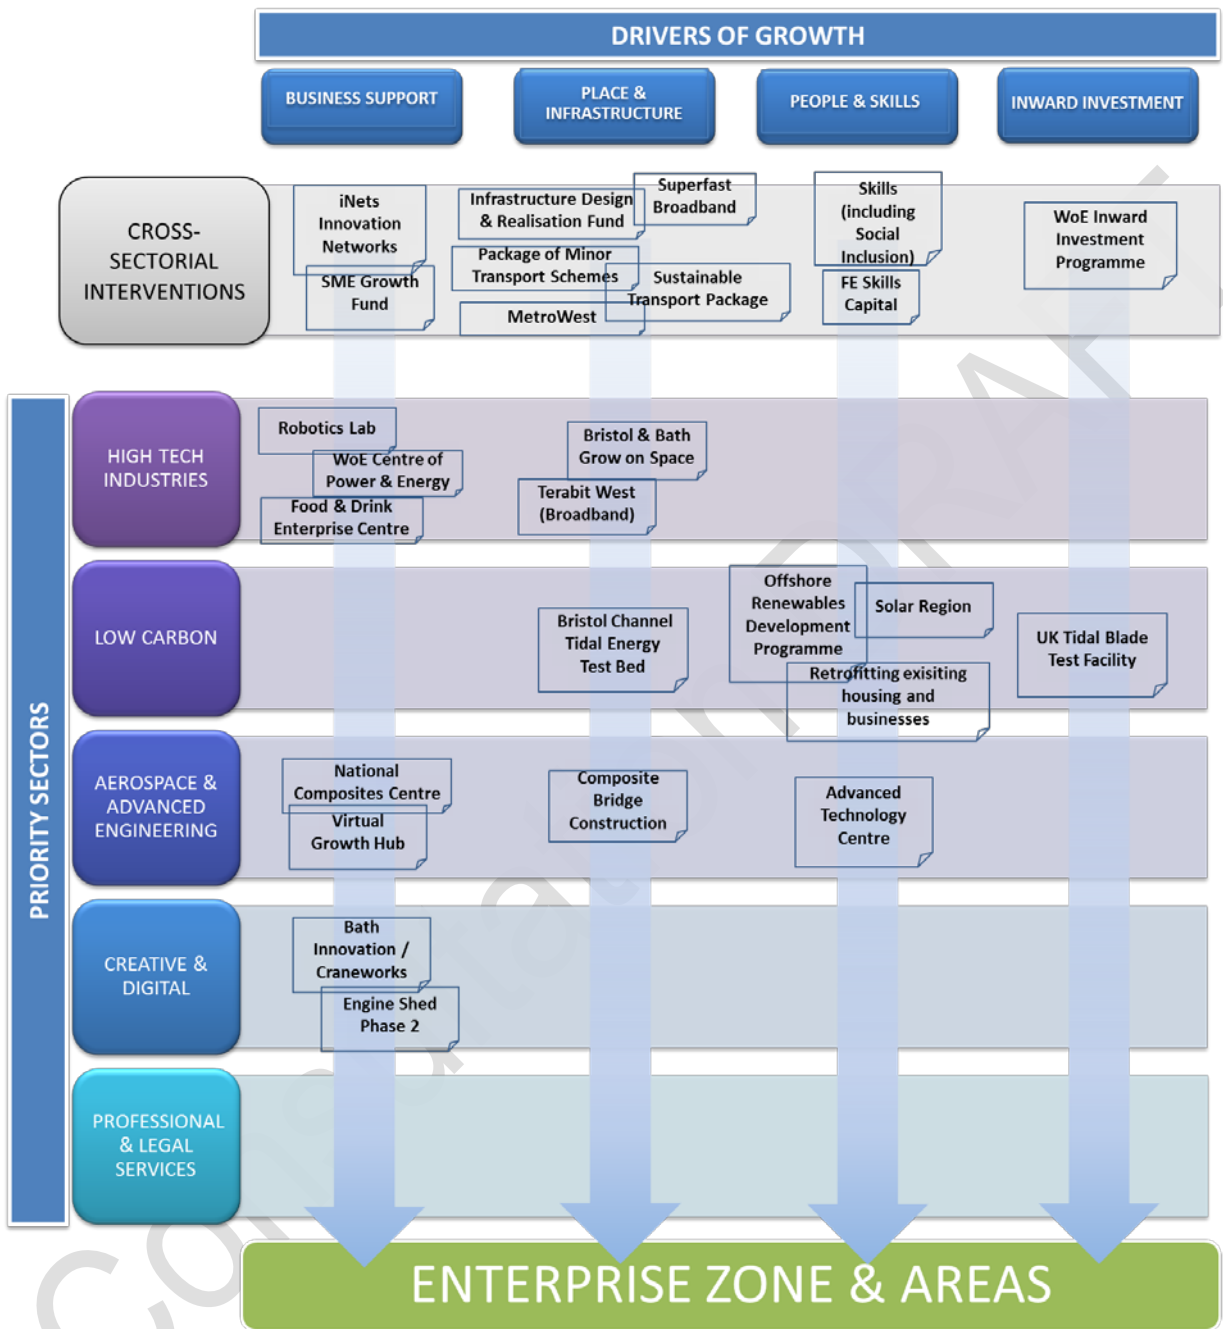 DRIVERS OF GROWTH
BUSINESS SUPPORT
PLACE &
INFRASTRUCTURE
PEOPLE & SKILLS
INWARD INVESTMENT
CROSS-
SECTORIAL
INTERVENTIONS
iNets
Innovation
Networks
SME Growth
Fund
Infrastructure Design
& Realisation Fund
Superfast
Broadband
Package of Minor
Transport Schemes
Sustainable
Transport Package
MetroWest
Skills
(including
Social
Inclusion)
FE Skills
Capital
WoE Inward
Investment
Programme
PRIORITY SECTORS
HIGH TECH
INDUSTRIES
Robotics Lab
WoE Centre of
Power & Energy
Food & Drink
Enterprise Centre
Bristol & Bath
Grow on Space
Terabit West
(Broadband)
LOW CARBON
Bristol Channel
Tidal Energy
Test Bed
Offshore
Renewables
Development
Programme
Solar Region
Retrofitting exisiting
housing and
businesses
UK Tidal Blade
Test Facility
AEROSPACE &
ADVANCED
ENGINEERING
National
Composites Centre
Virtual
Growth Hub
Composite
Bridge
Construction
Advanced
Technology
Centre
CREATIVE &
DIGITAL
Bath
Innovation /
Craneworks
Engine Shed
Phase 2
PROFESSIONAL
& LEGAL
SERVICES
ENTERPRISE ZONE & AREAS
Consultation DRAFT